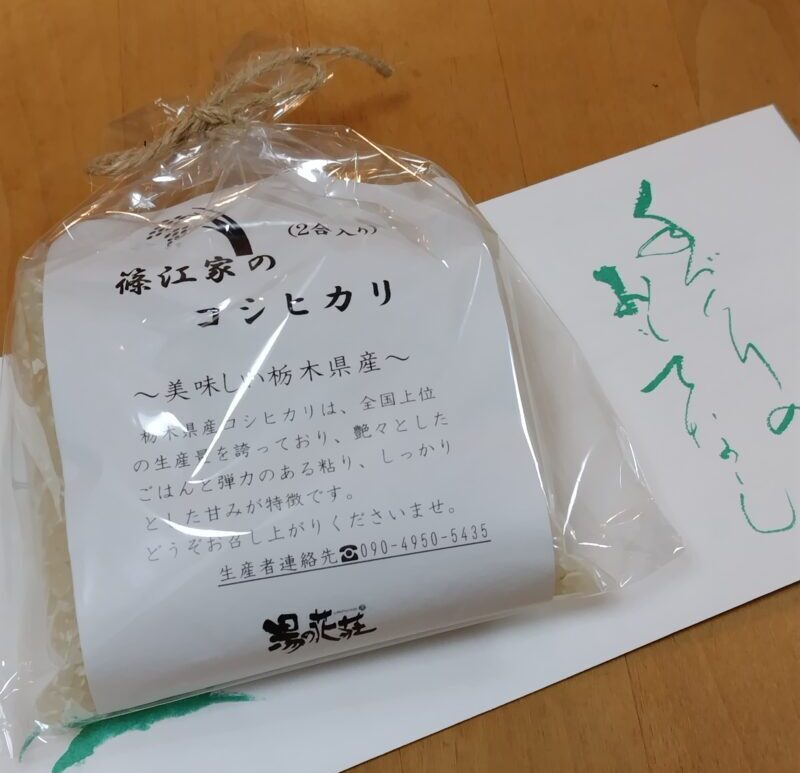 (2合入り)
篠江家の
コシヒカリ
～美味しい栃木県産～
栃木県産コシヒカリは、全国上位
の生産長を誇っており、艶々とした
ごはんと弾力のある粘り、しっかり
とした甘みが特徴です。
どうぞお召し上がりくださいませ。
生産者連絡先☎090-4950-5435
湯の花荘